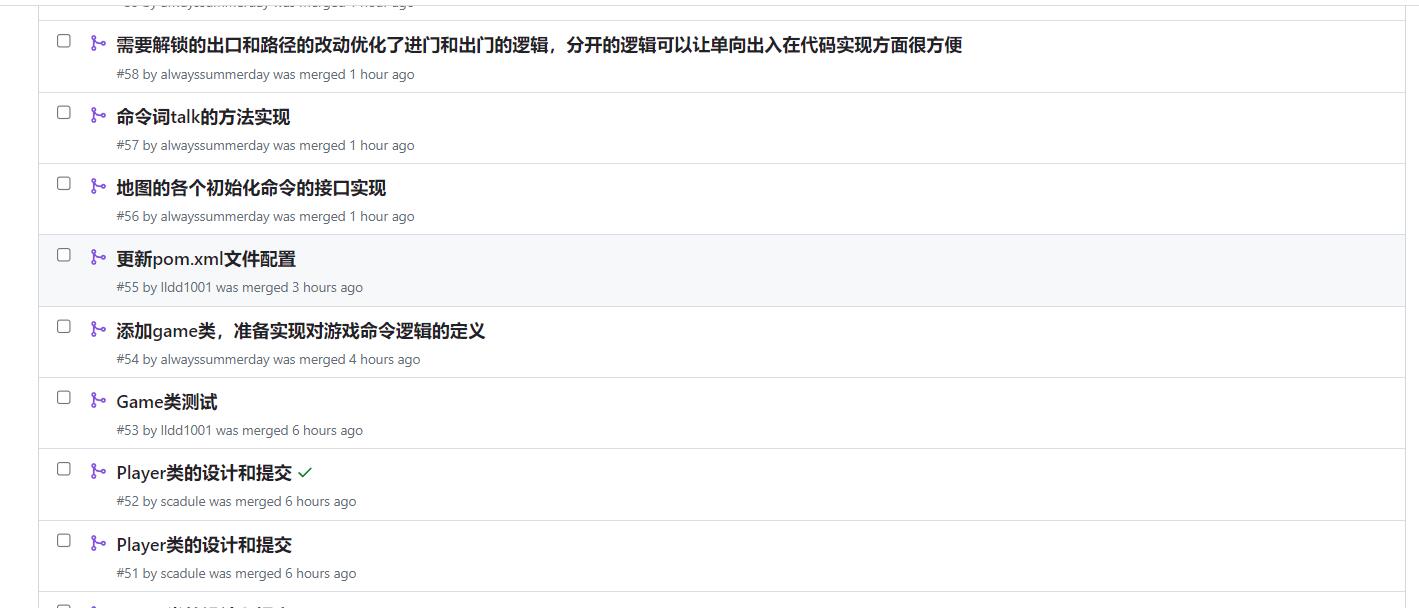 #59 by alwayssummerday was merged 1 hour ago
需要解锁的出口和路径的改动优化了进门和出门的逻辑，分开的逻辑可以让单向出入在代码实现方面很方便
#58 by alwayssummerday was merged 1 hour ago
命令词talk的方法实现
#57 by alwayssummerday was merged 1 hour ago
地图的各个初始化命令的接口实现
#56 by alwayssummerday was merged 1 hour ago
更新pom.xml文件配置
#55 by lldd1001 was merged 3 hours ago
添加game类，准备实现对游戏命令逻辑的定义
#54 by alwayssummerday was merged 4 hours ago
Game类测试
#53 by lldd1001 was merged 6 hours ago
Player类的设计和提交
#52 by scadule was merged 6 hours ago
Player类的设计和提交
#51 by scadule was merged 6 hours ago